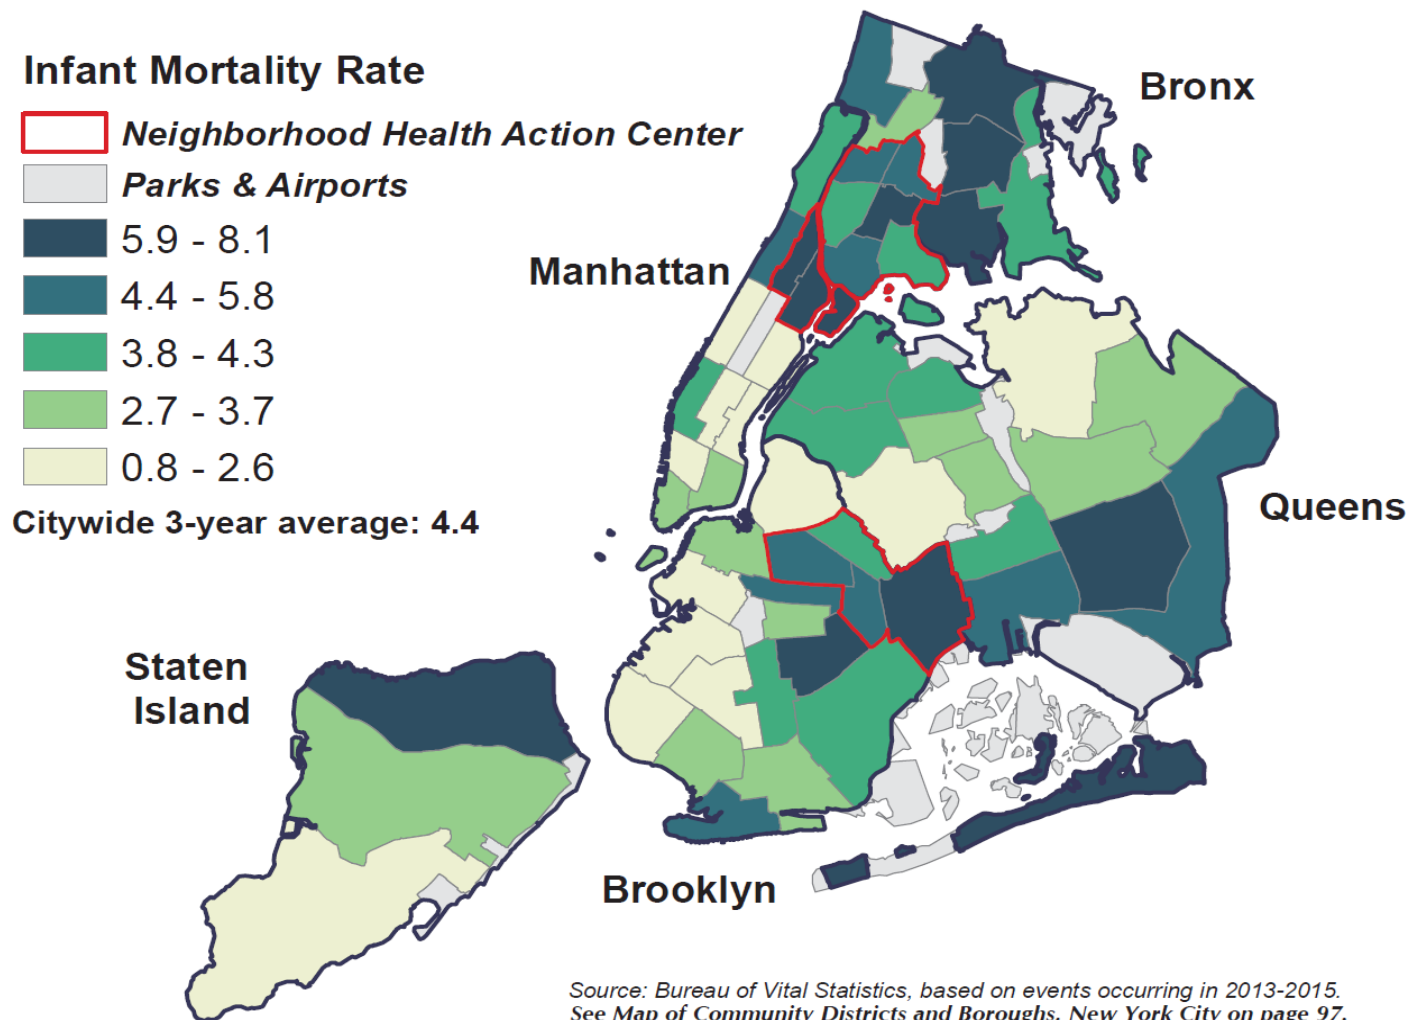 Infant Mortality Rate
Neighborhood Health Action Center
Parks & Airports
5.9 - 8.1
4.4 - 5.8
3.8 - 4.3
2.7 - 3.7
0.8 - 2.6
Citywide 3-year average: 4.4
Bronx
Manhattan
Queens
Staten
Island
Brooklyn
Source: Bureau of Vital Statistics, based on events occurring in 2013-2015.
See Map of Community Districts and Boroughs, New York City on page 97.